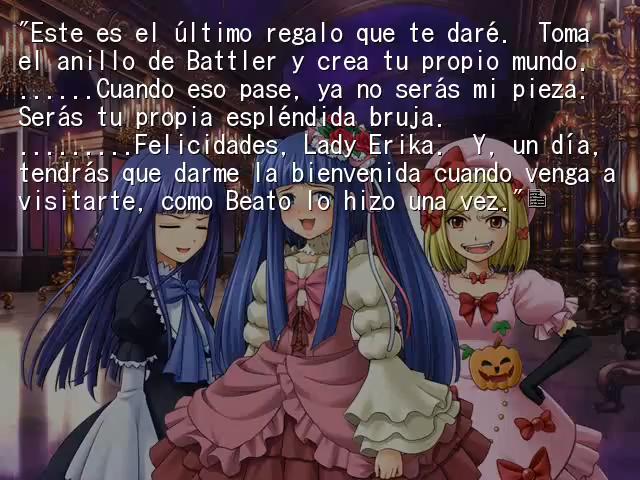 "Este es el último regalo que te daré.  Toma
el anillo de Battler y crea tu propio mundo.
......Cuando eso pase, ya no serás mi pieza.
Serás tu propia espléndida bruja.
.........Felicidades, Lady Erika.  Y, un día,
tendrás que darme la bienvenida cuando venga a
visitarte, como Beato lo hizo una vez."